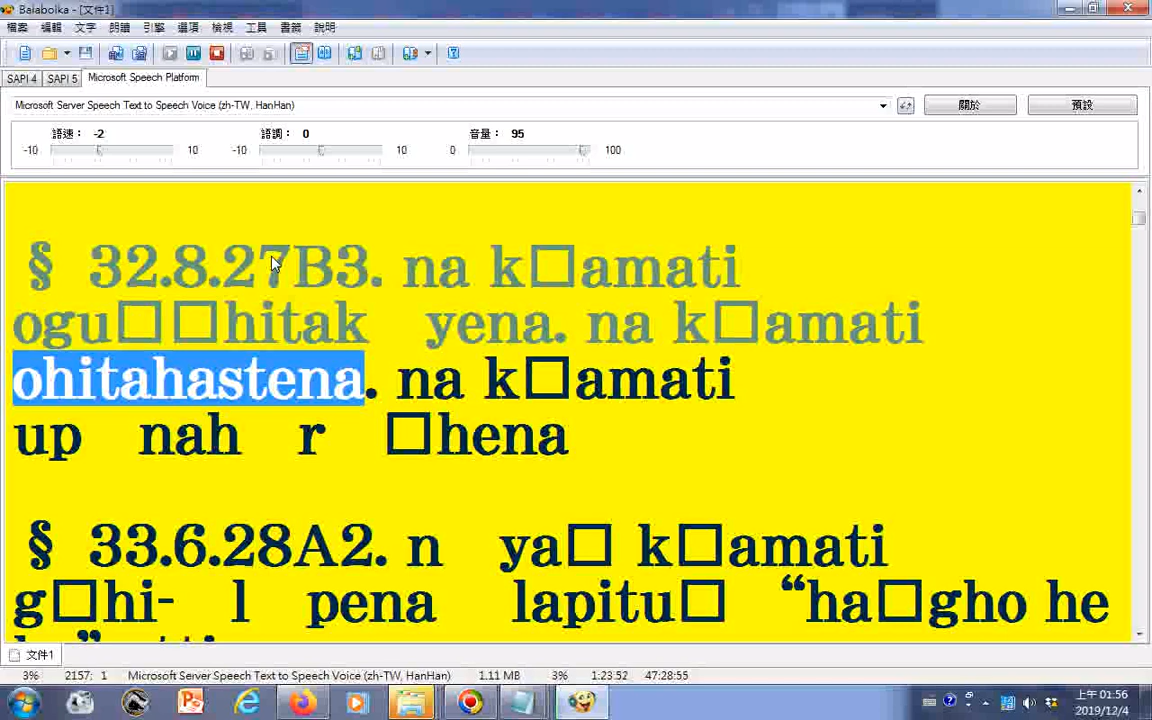 Balabolka - [文件1]
檔案 編輯 文字 朗讀 引擎 選項 檢視 工具 書籤 說明
SAPI 4 SAPI 5 Microsoft Speech Platform
Microsoft Server Speech Text to Speech Voice (zh-TW, HanHan) 關於 預設
語速： -2 語調： 0 音量： 95
-10 10 -10 10 0 100
§ 32.8.27B3. na k□amati
ogu□□hitak yena. na k□amati
ohitahastena. na k□amati
up nah r □hena
§ 33.6.28A2. n ya□ k□amati
g□hi- l pena lapitu□ “ha□gho he
文件1
3% 2157: 1 Microsoft Server Speech Text to Speech Voice (zh-TW, HanHan) 1.11 MB 3% 1:23:52 47:28:55
上午 01:56
2019/12/4